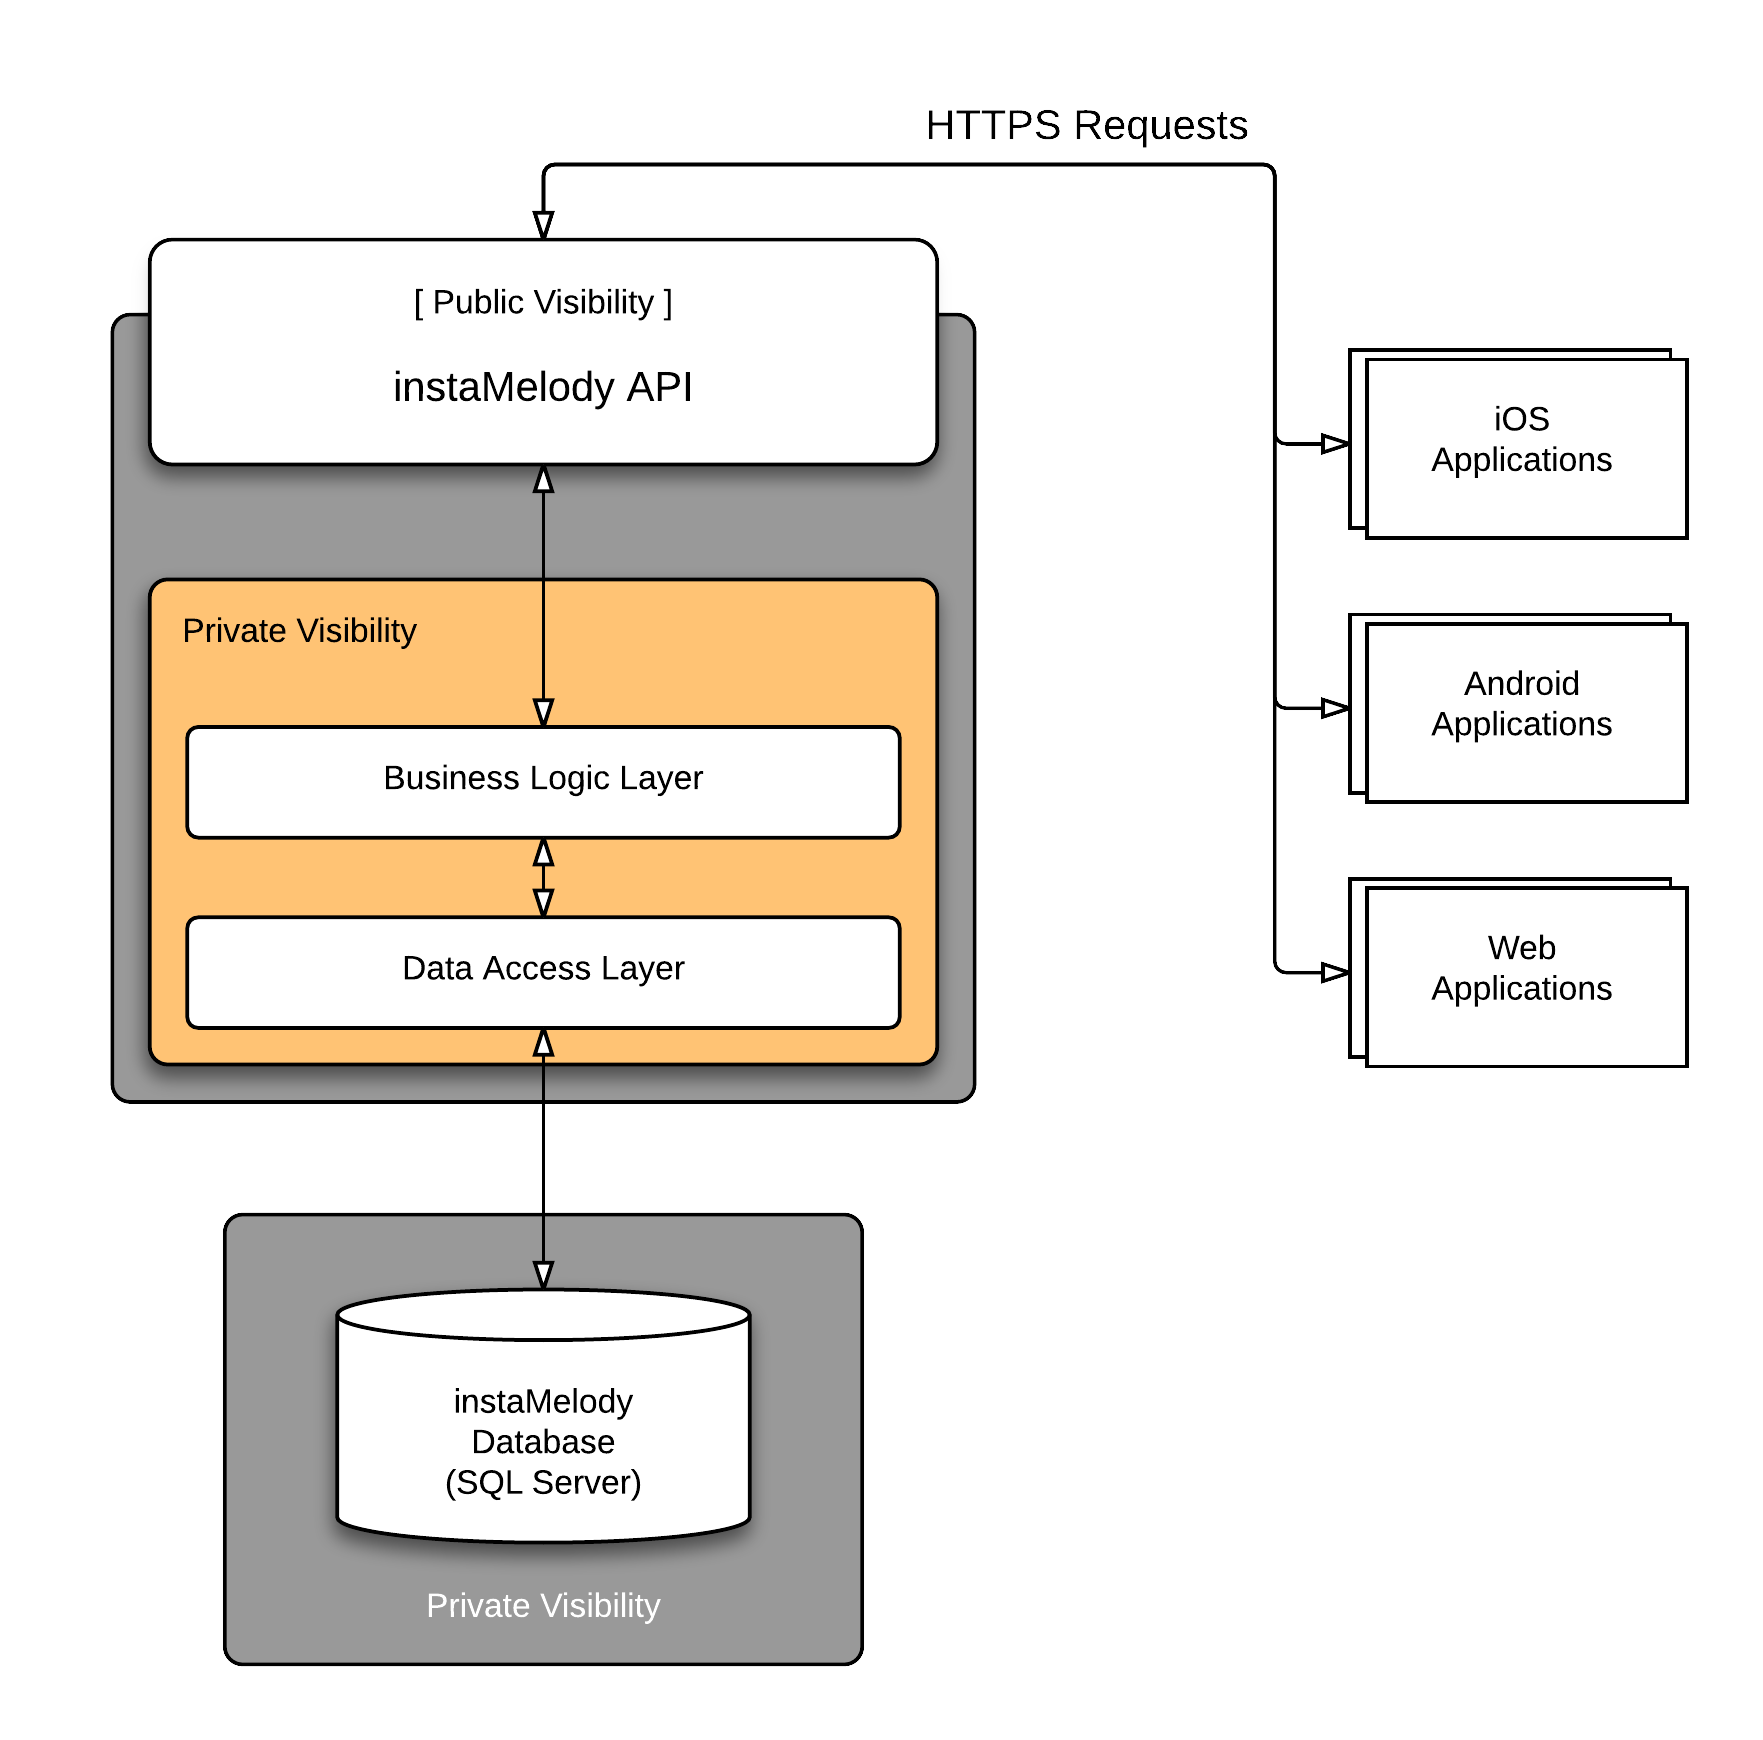 HTTPS Requests
[ Public Visibility ]
instaMelody API
Private Visibility
Business Logic Layer
Data Access Layer
instaMelody
Database
(SQL Server)
Private Visibility
iOS
Applications
Android
Applications
Web
Applications